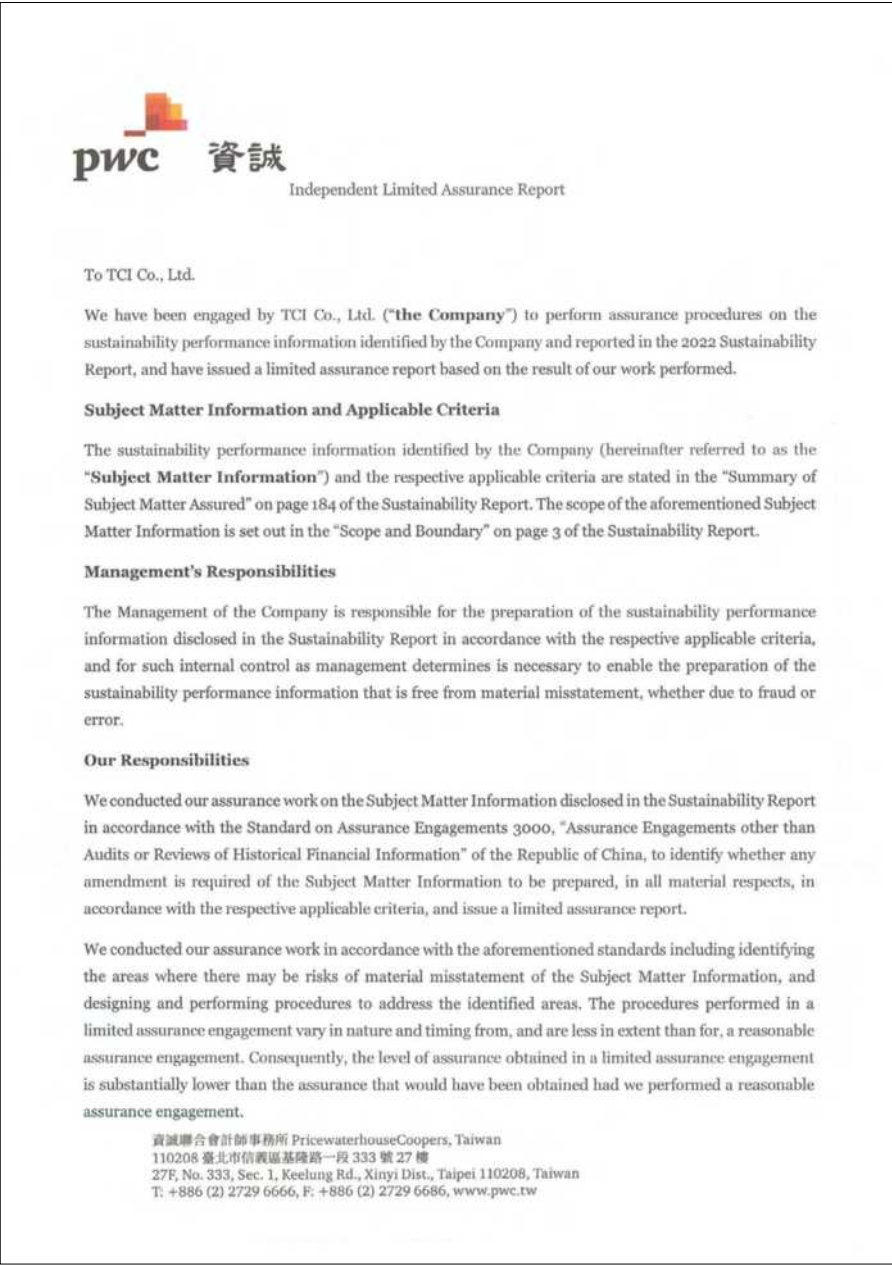 pwc 資誠
Independent Limited Assurance Report
To TCI Co., Ltd.
We have been engaged by TCI Co., Ltd. (“the Company”) to perform assurance procedures on the
sustainability performance information identified by the Company and reported in the 2022 Sustainability
Report, and have issued a limited assurance report based on the result of our work performed.
Subject Matter Information and Applicable Criteria
The sustainability performance information identified by the Company (hereinafter referred to as the
“Subject Matter Information”) and the respective applicable criteria are stated in the “Summary of
Subject Matter Assured” on page 184 of the Sustainability Report. The scope of the aforementioned Subject
Matter Information is set out in the “Scope and Boundary” on page 3 of the Sustainability Report.
Management’s Responsibilities
The Management of the Company is responsible for the preparation of the sustainability performance
information disclosed in the Sustainability Report in accordance with the respective applicable criteria,
and for such internal control as management determines is necessary to enable the preparation of the
sustainability performance information that is free from material misstatement, whether due to fraud or
error.
Our Responsibilities
We conducted our assurance work on the Subject Matter Information disclosed in the Sustainability Report
in accordance with the Standard on Assurance Engagements 3000, “Assurance Engagements other than
Audits or Reviews of Historical Financial Information” of the Republic of China, to identify whether any
amendment is required of the Subject Matter Information to be prepared, in all material respects, in
accordance with the respective applicable criteria, and issue a limited assurance report.
We conducted our assurance work in accordance with the aforementioned standards including identifying
the areas where there may be risks of material misstatement of the Subject Matter Information, and
designing and performing procedures to address the identified areas. The procedures performed in a
limited assurance engagement vary in nature and timing from, and are less in extent than for, a reasonable
assurance engagement. Consequently, the level of assurance obtained in a limited assurance engagement
is substantially lower than the assurance that would have been obtained had we performed a reasonable
assurance engagement.
資誠聯合會計師事務所 PricewaterhouseCoopers, Taiwan
110208 臺北市信義區基隆路一段 333 號 27 樓
27F, No. 333, Sec. 1, Keelung Rd., Xinyi Dist., Taipei 110208, Taiwan
T: +886 (2) 2729 6666, F: +886 (2) 2729 6686, www.pwc.tw